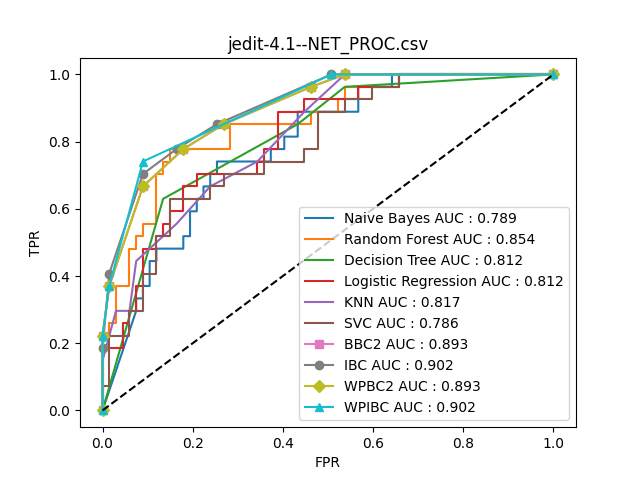 jedit-4.1--NET_PROC.csv
TPR
1.0
0.8
0.6
0.4
0.2
0.0
Naive Bayes AUC : 0.789
Random Forest AUC : 0.854
Decision Tree AUC : 0.812
Logistic Regression AUC : 0.812
KNN AUC : 0.817
SVC AUC : 0.786
BBC2 AUC : 0.893
IBC AUC : 0.902
WPBC2 AUC : 0.893
WPIBC AUC : 0.902
0.0 0.2 0.4 0.6 0.8 1.0
FPR